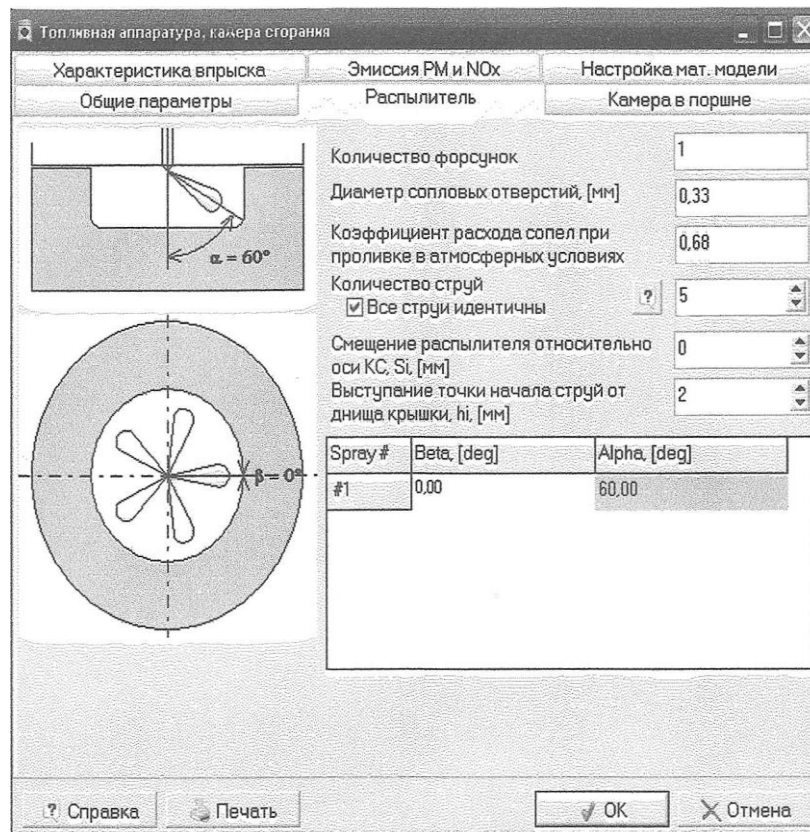 Топливная аппаратура, камера сгорания
Характеристика впрыска
Эмиссия PM и NOx
Настройка мат. модели
Общие параметры
Распылитель
Камера в поршне
α = 60°
β = 0°
Количество форсунок
1
Диаметр сопловых отверстий, [мм]
0,33
Коэффициент расхода сопел при
проливке в атмосферных условиях
0,68
Количество струй
Все струи идентичны
?
5
Смещение распылителя относительно
оси КС, Si, [мм]
0
Выступание точки начала струй от
днища крышки, hi, [мм]
2
Spray # Beta, [deg] Alpha, [deg]
#1 0,00 60,00
? Справка
Печать
OK
Отмена